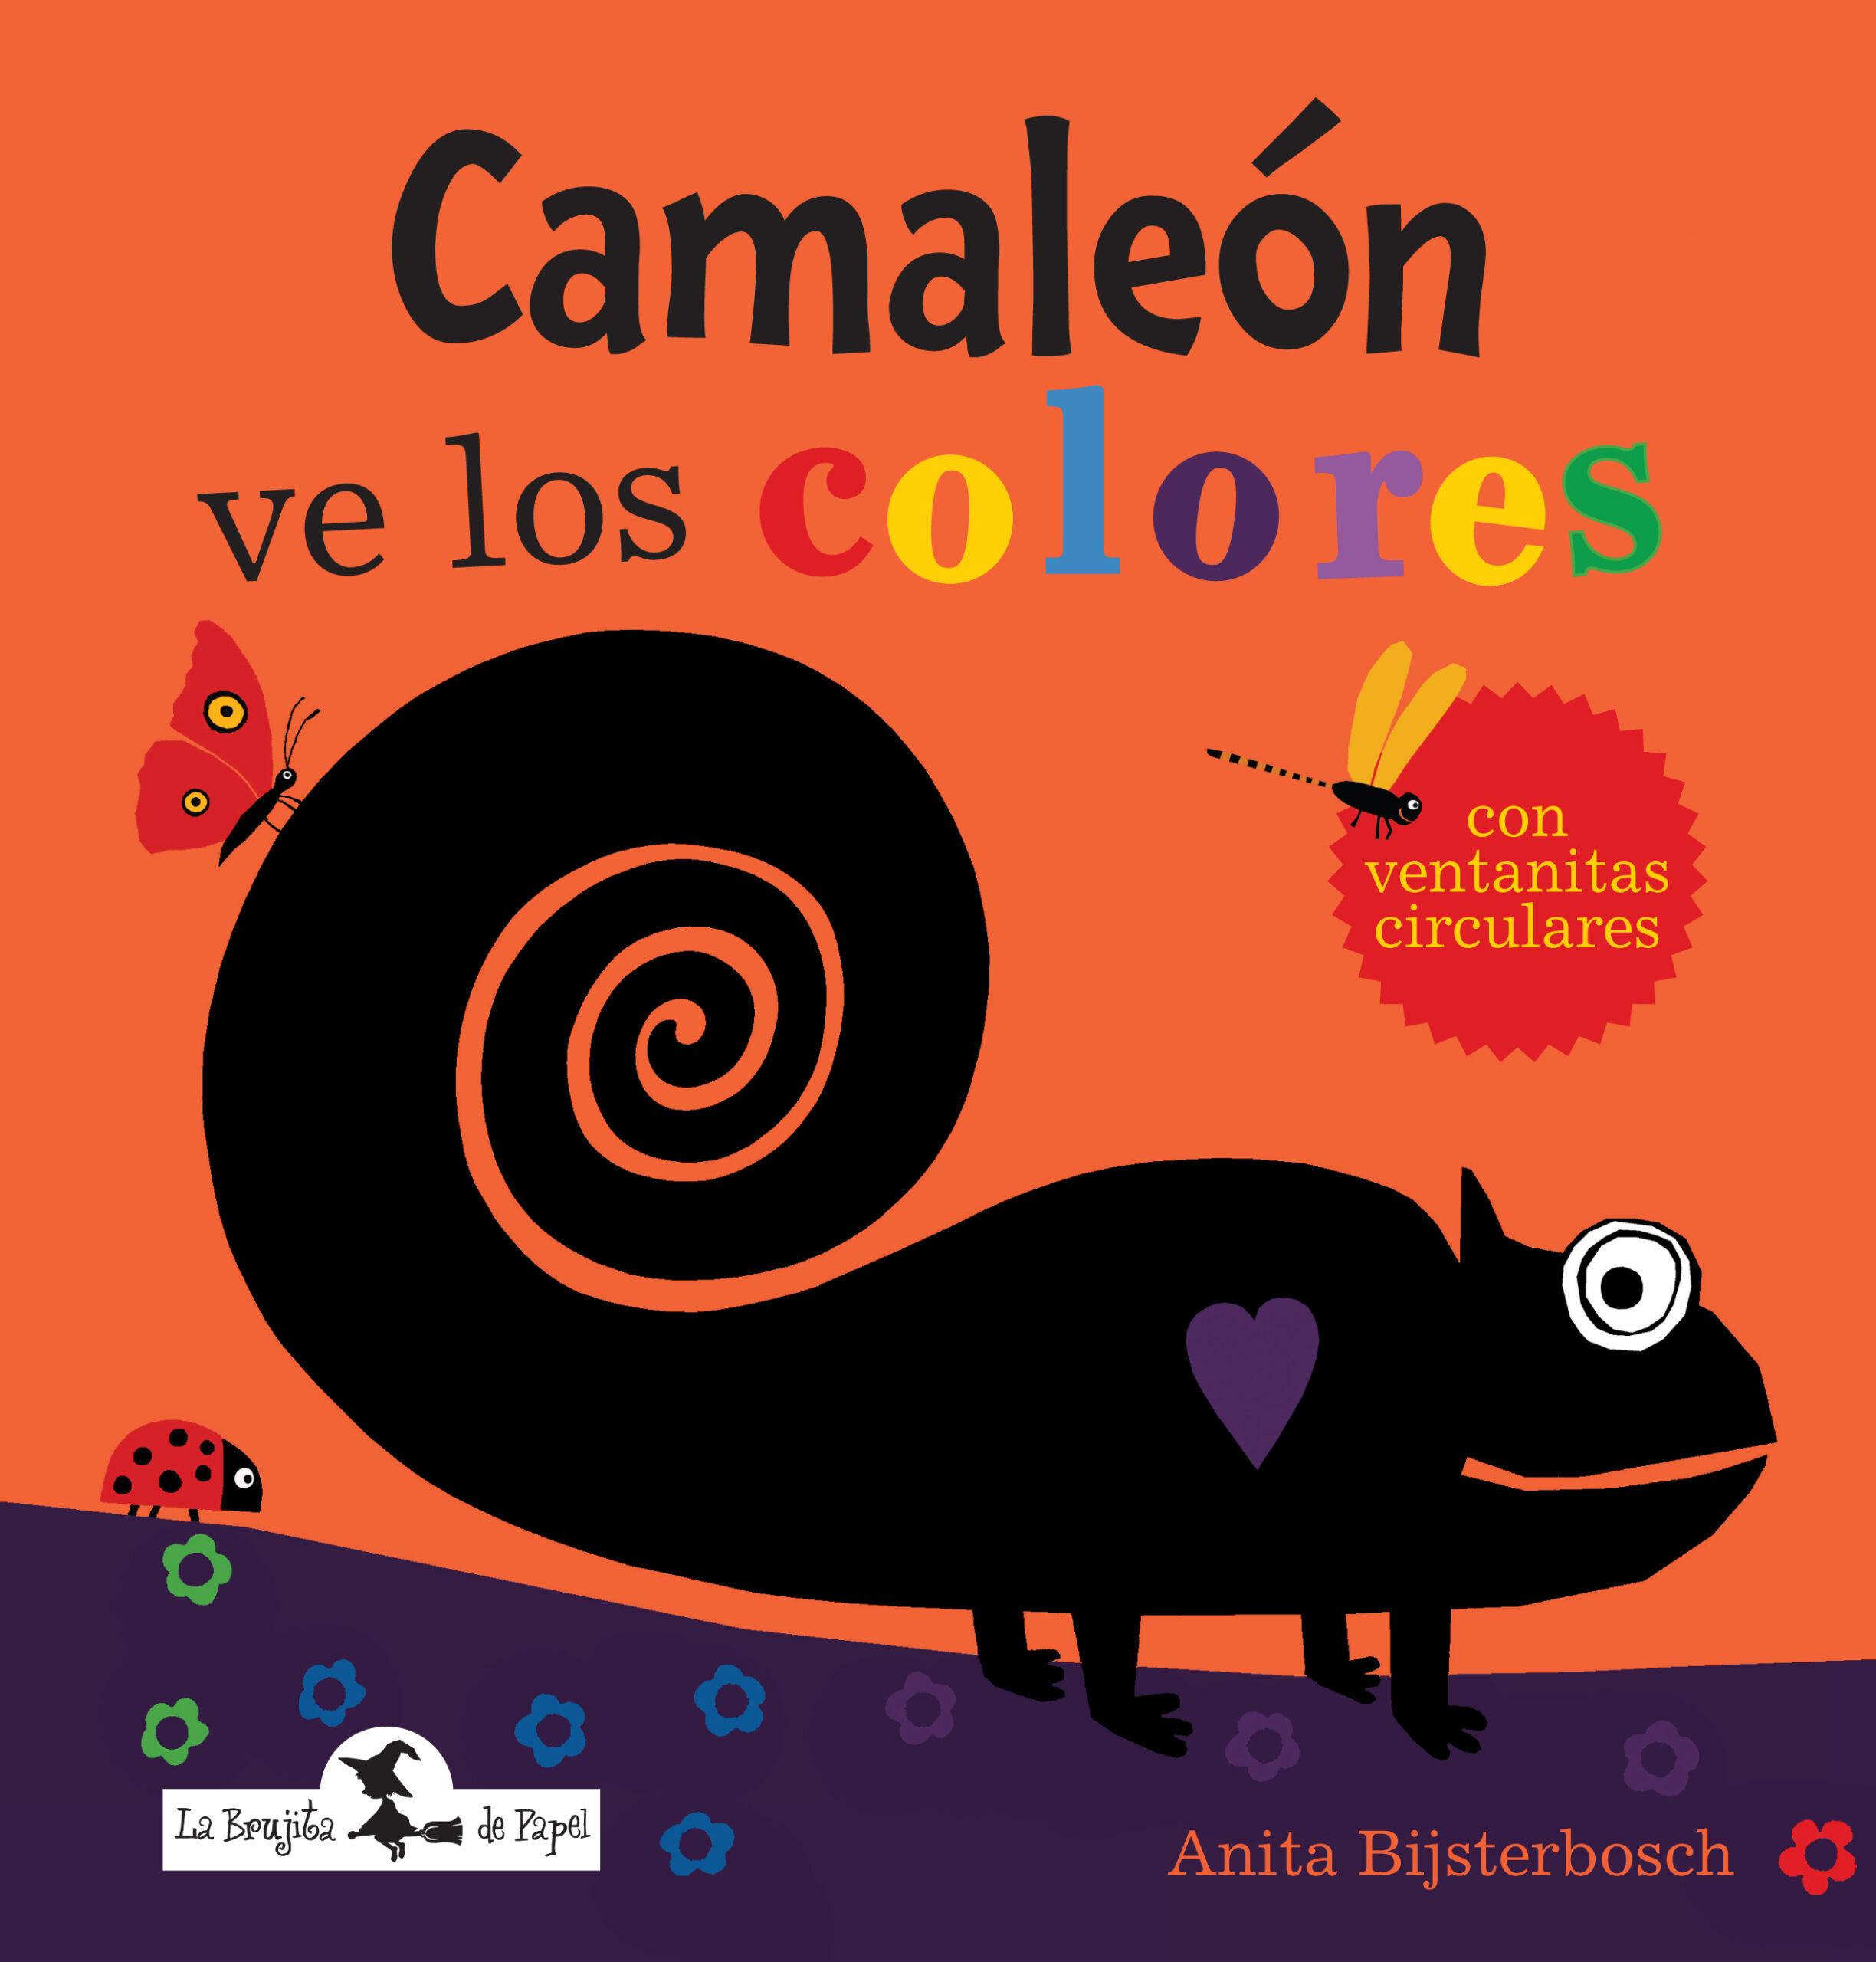 Camaleón
ve los colores
con
ventanitas
circulares
La Brujita de Papel
Anita Bijsterbosch